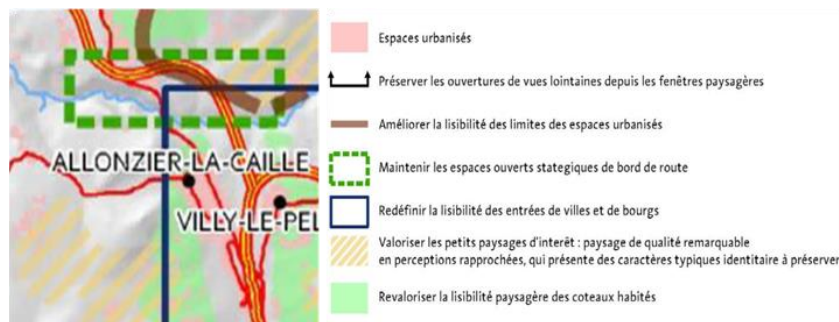 ALLONZIER-LA-CAILLE
VILLY-LE-PEL
Espaces urbanisés
Préserver les ouvertures de vues lointaines depuis les fenêtres paysagères
Améliorer la lisibilité des limites des espaces urbanisés
Maintenir les espaces ouverts stategiques de bord de route
Redéfinir la lisibilité des entrées de villes et de bourgs
Valoriser les petits paysages d'interêt : paysage de qualité remarquable
en perceptions rapprochées, qui présente des caractères typiques identitaire à préserver
Revaloriser la lisibilité paysagère des coteaux habités